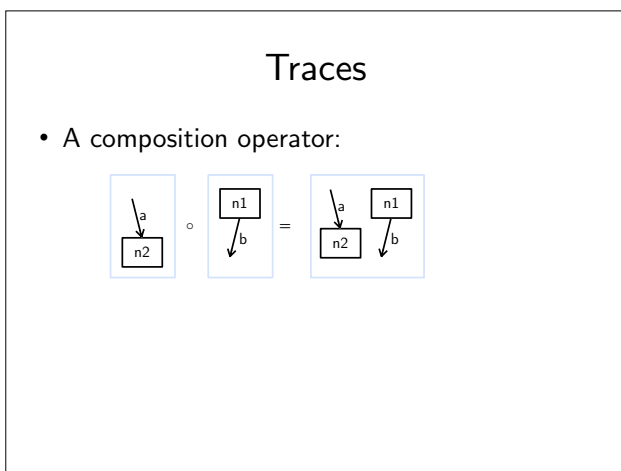 Traces
• A composition operator:
a
n2
∘
n1
b
=
a
n2
n1
b